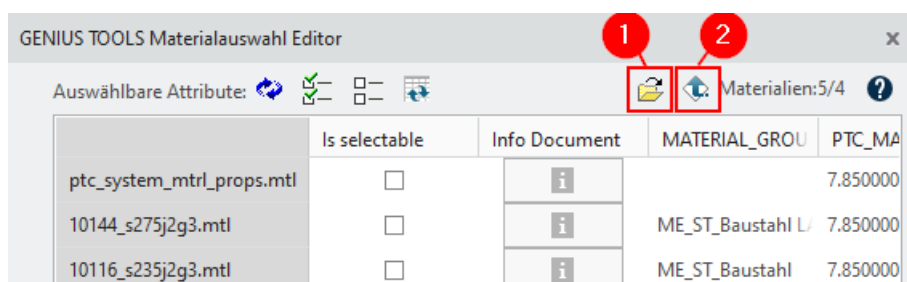 GENIUS TOOLS Materialauswahl Editor
1
2
x
Auswählbare Attribute:
Materialien:5/4
?
Is selectable
Info Document
MATERIAL_GROU
PTC_MA
ptc_system_mtrl_props.mtl
i
7.850000
10144_s275j2g3.mtl
i
ME_ST_Baustahl
7.850000
10116_s235j2g3.mtl
i
ME_ST_Baustahl
7.850000